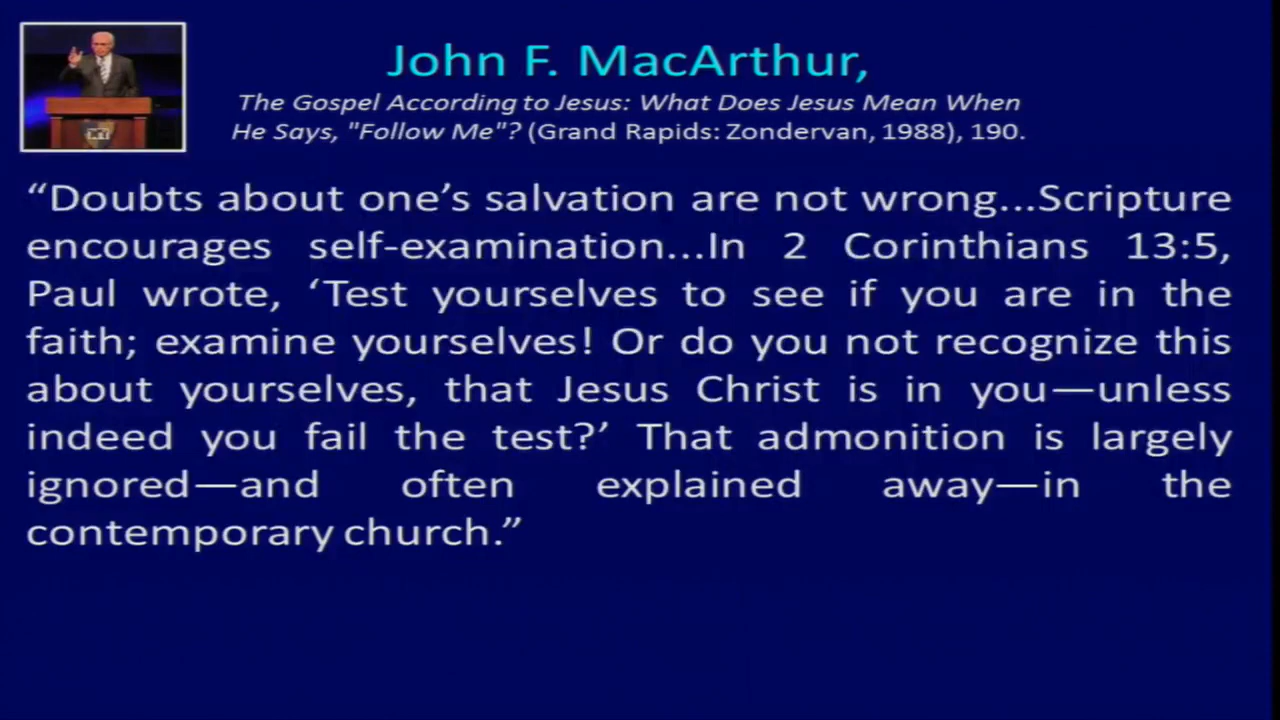 John F. MacArthur,
The Gospel According to Jesus: What Does Jesus Mean When
He Says, "Follow Me"? (Grand Rapids: Zondervan, 1988), 190.
“Doubts about one’s salvation are not wrong...Scripture
encourages self-examination...In 2 Corinthians 13:5,
Paul wrote, ‘Test yourselves to see if you are in the
faith; examine yourselves! Or do you not recognize this
about yourselves, that Jesus Christ is in you—unless
indeed you fail the test?’ That admonition is largely
ignored—and often explained away—in the
contemporary church.”